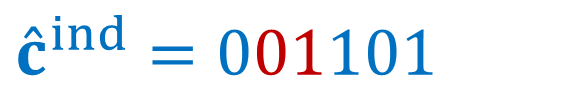 ĉ^ind = 001101